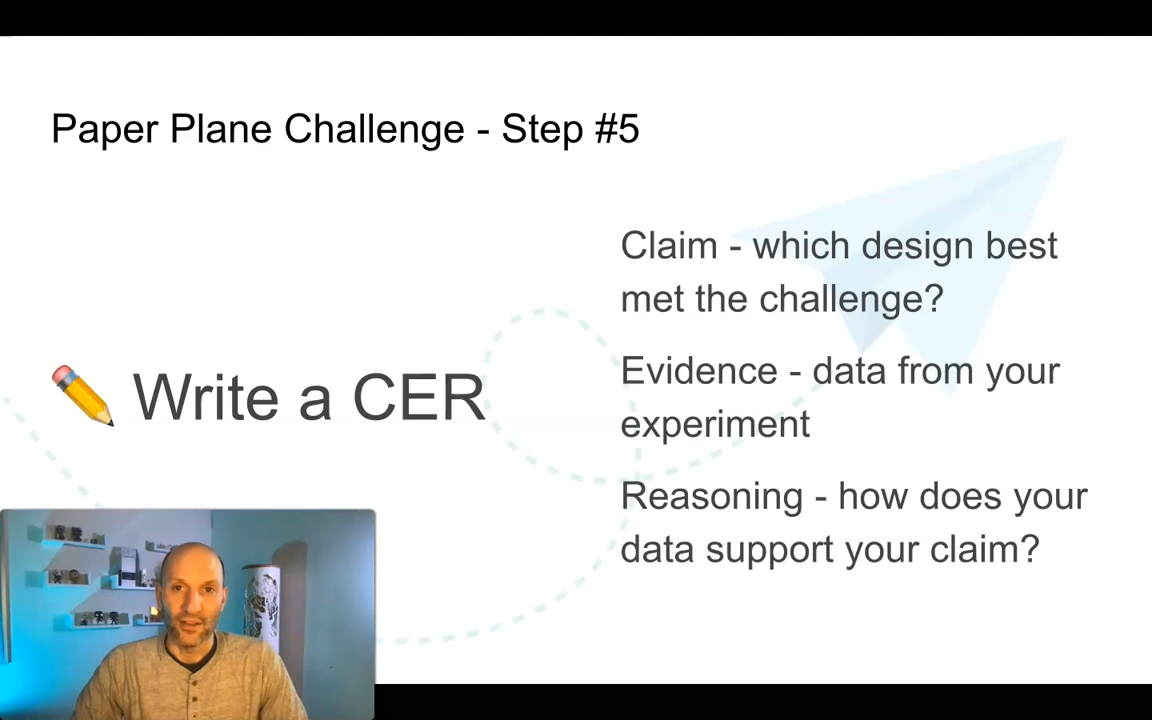 Paper Plane Challenge - Step #5
✏️ Write a CER
Claim - which design best
met the challenge?
Evidence - data from your
experiment
Reasoning - how does your
data support your claim?